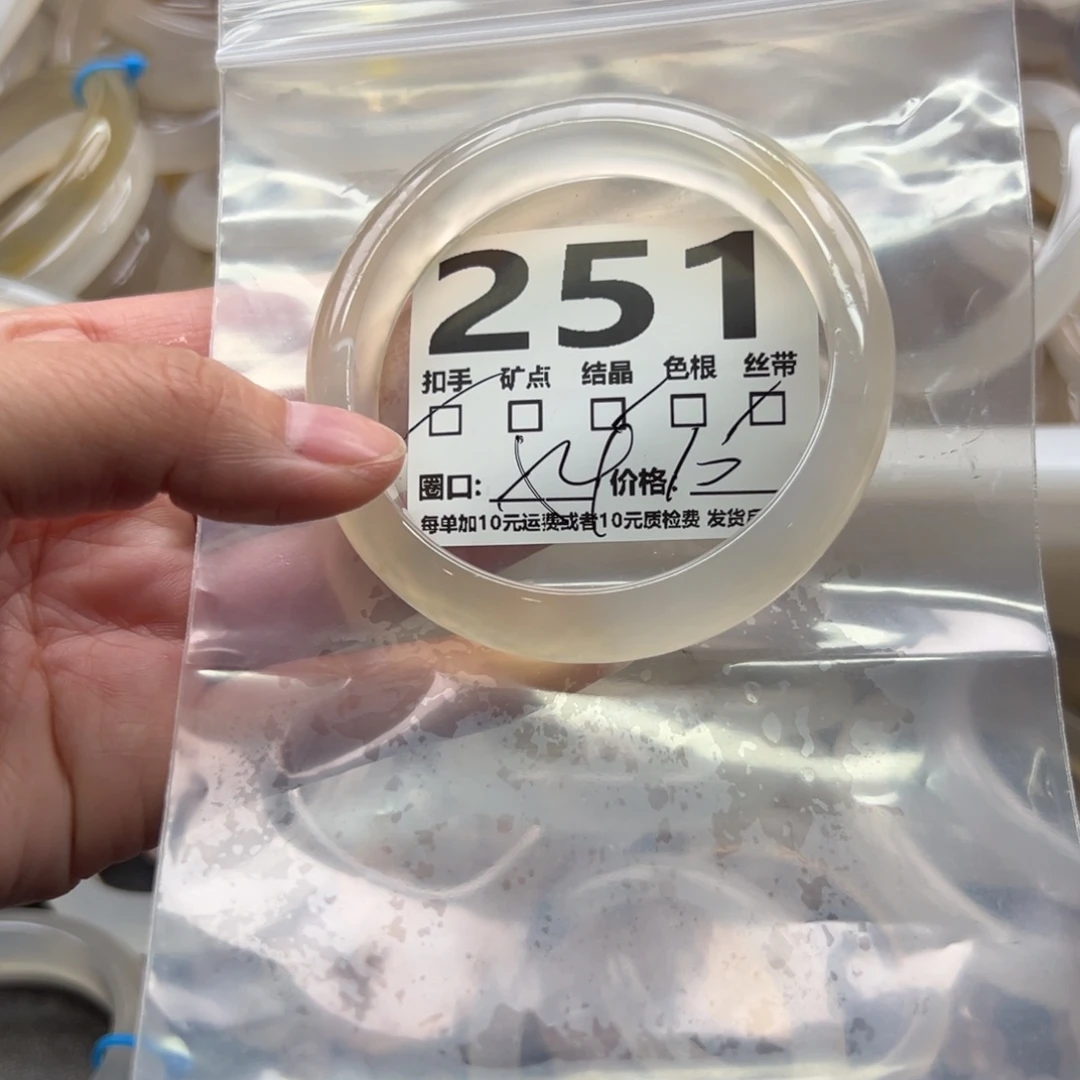 251
扣手 矿点 结晶 色根 丝带
圈口: 价格:
每单加10元运费或者10元质检费 发货